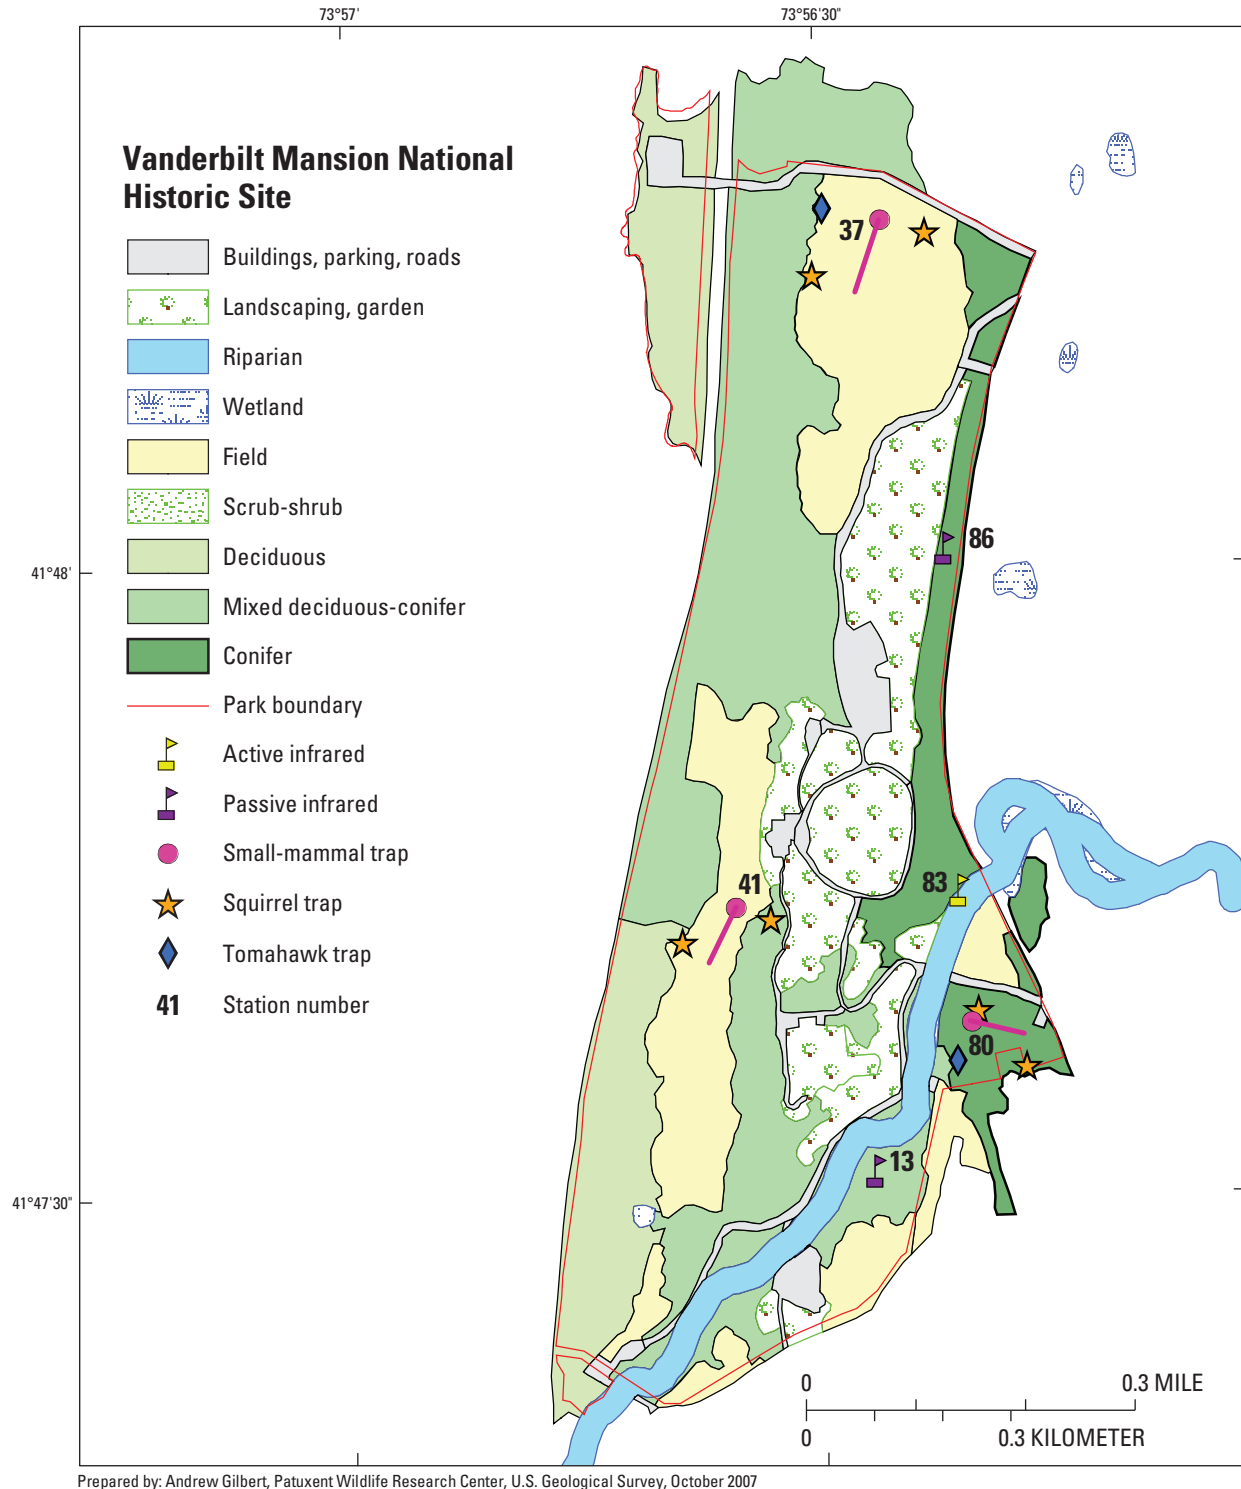 73°57'
73°56'30"
Vanderbilt Mansion National
Historic Site
Buildings, parking, roads
Landscaping, garden
Riparian
Wetland
Field
Scrub-shrub
Deciduous
Mixed deciduous-conifer
Conifer
Park boundary
Active infrared
Passive infrared
Small-mammal trap
Squirrel trap
Tomahawk trap
41
Station number
37
86
41°48'
41
83
80
13
41°47'30"
0
0.3 MILE
0
0.3 KILOMETER
Prepared by: Andrew Gilbert, Patuxent Wildlife Research Center, U.S. Geological Survey, October 2007